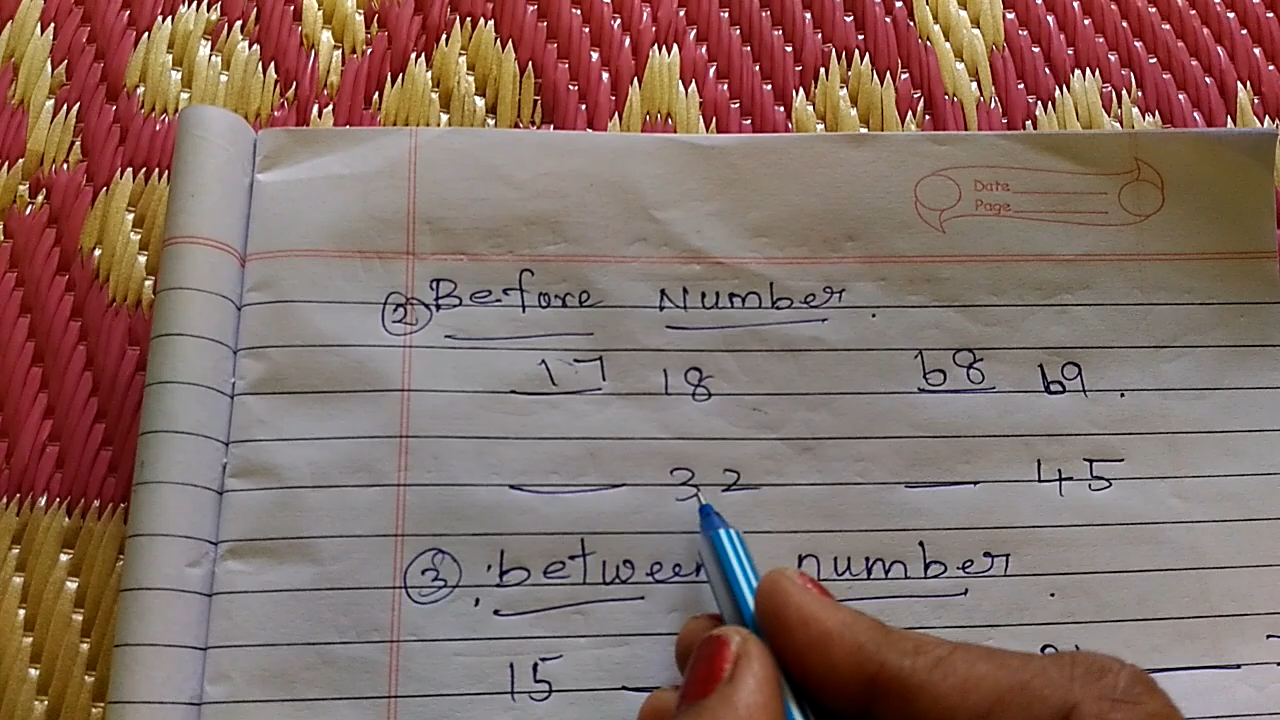 Date
Page
② Before Number.
17 18 68 69.
32 45
③ between number.
15